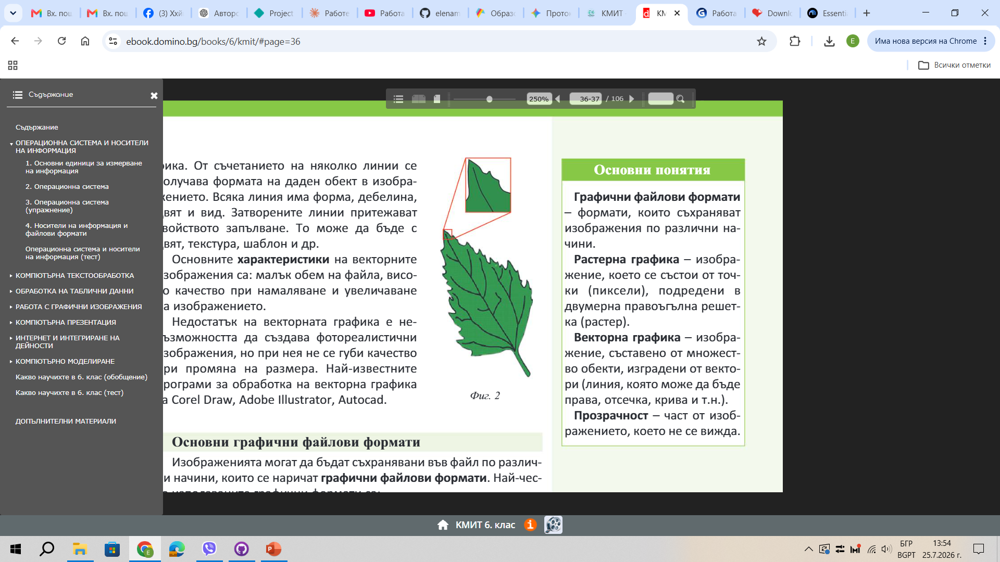 Вх. пощ
Вх. пощ
(3) Ххй
Авторс
Project
Работе
Работа
elenam
Образо
Прото
КМИТ -
КМ
Работа
Downlo
Essenti
ebook.domino.bg/books/6/kmit/#page=36
E
Има нова версия на Chrome
Всички отметки
Съдържание
250%
36-37 / 106
Съдържание
ОПЕРАЦИОННА СИСТЕМА И НОСИТЕЛИ
НА ИНФОРМАЦИЯ
1. Основни единици за измерване
на информация
2. Операционна система
3. Операционна система
(упражнение)
4. Носители на информация и
файлови формати
Операционна система и носители
на информация (тест)
КОМПЮТЪРНА ТЕКСТООБРАБОТКА
ОБРАБОТКА НА ТАБЛИЧНИ ДАННИ
РАБОТА С ГРАФИЧНИ ИЗОБРАЖЕНИЯ
КОМПЮТЪРНА ПРЕЗЕНТАЦИЯ
ИНТЕРНЕТ И ИНТЕГРИРАНЕ НА
ДЕЙНОСТИ
КОМПЮТЪРНО МОДЕЛИРАНЕ
Какво научихте в 6. клас (обобщение)
Какво научихте в 6. клас (тест)
ДОПЪЛНИТЕЛНИ МАТЕРИАЛИ
рика. От съчетанието на няколко линии се
олучава формата на даден обект в изобра-
жението. Всяка линия има форма, дебелина,
вят и вид. Затворените линии притежават
войството запълване. То може да бъде с
вят, текстура, шаблон и др.
Основните характеристики на векторните
зображения са: малък обем на файла, висо-
о качество при намаляване и увеличаване
а изображението.
Недостатък на векторната графика е не-
ъзможността да създава фотореалистични
зображения, но при нея не се губи качество
ри промяна на размера. Най-известните
рограми за обработка на векторна графика
а Corel Draw, Adobe Illustrator, Autocad.
Фиг. 2
Основни графични файлови формати
Изображенията могат да бъдат съхранявани във файл по различ-
и начини, които се наричат графични файлови формати. Най-чес-
о използваните графични формати са:
Основни понятия
Графични файлови формати
– формати, които съхраняват
изображения по различни на-
чини.
Растерна графика – изобра-
жение, което се състои от точ-
ки (пиксели), подредени в
двумерна правоъгълна решет-
ка (растер).
Векторна графика – изобра-
жение, съставено от множест-
во обекти, изградени от векто-
ри (линия, която може да бъде
права, отсечка, крива и т.н.).
Прозрачност – част от изоб-
ражението, което не се вижда.
КМИТ 6. клас
БГР
BGPT
13:54
25.7.2026 г.